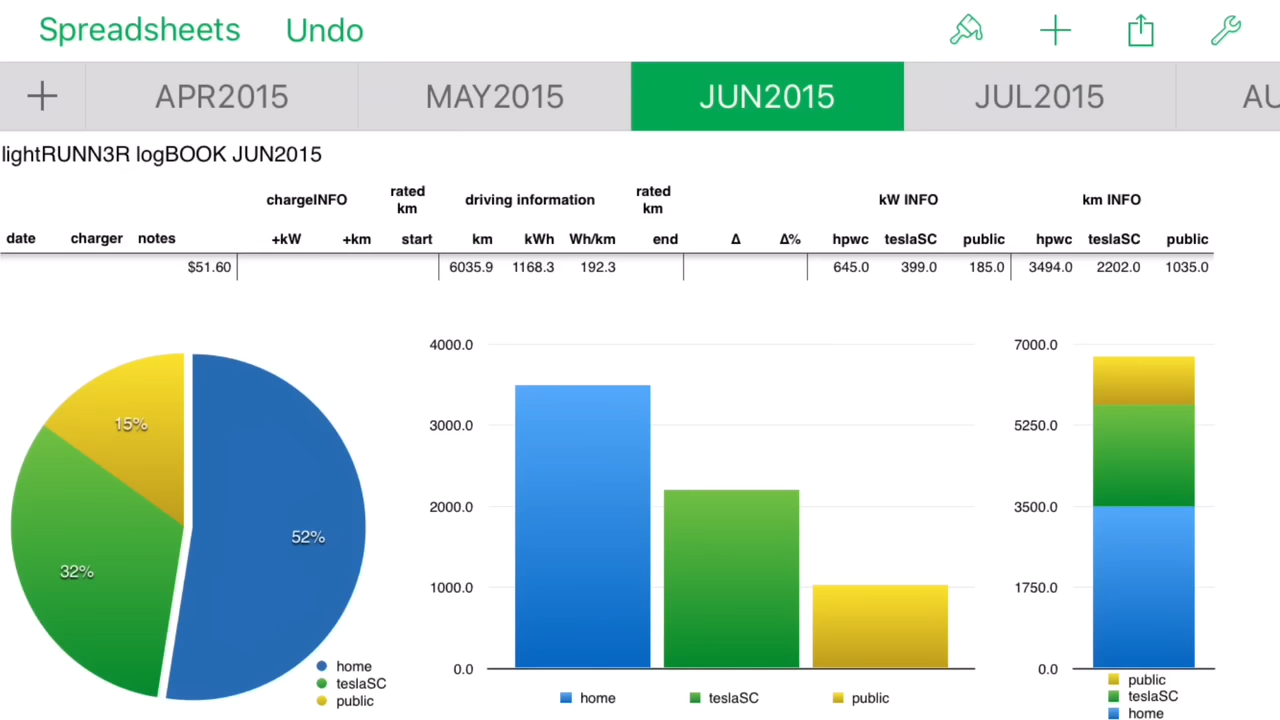 Spreadsheets Undo
APR2015 MAY2015 JUN2015 JUL2015 AU
lightRUNN3R logBOOK JUN2015
chargeINFO rated km driving information rated km kW INFO km INFO
date charger notes +kW +km start km kWh Wh/km end Δ Δ% hpwc teslaSC public hpwc teslaSC public
$51.60 6035.9 1168.3 192.3 645.0 399.0 185.0 3494.0 2202.0 1035.0
15%
52%
32%
home
teslaSC
public
4000.0
3000.0
2000.0
1000.0
0.0
home teslaSC public
7000.0
5250.0
3500.0
1750.0
0.0
public
teslaSC
home